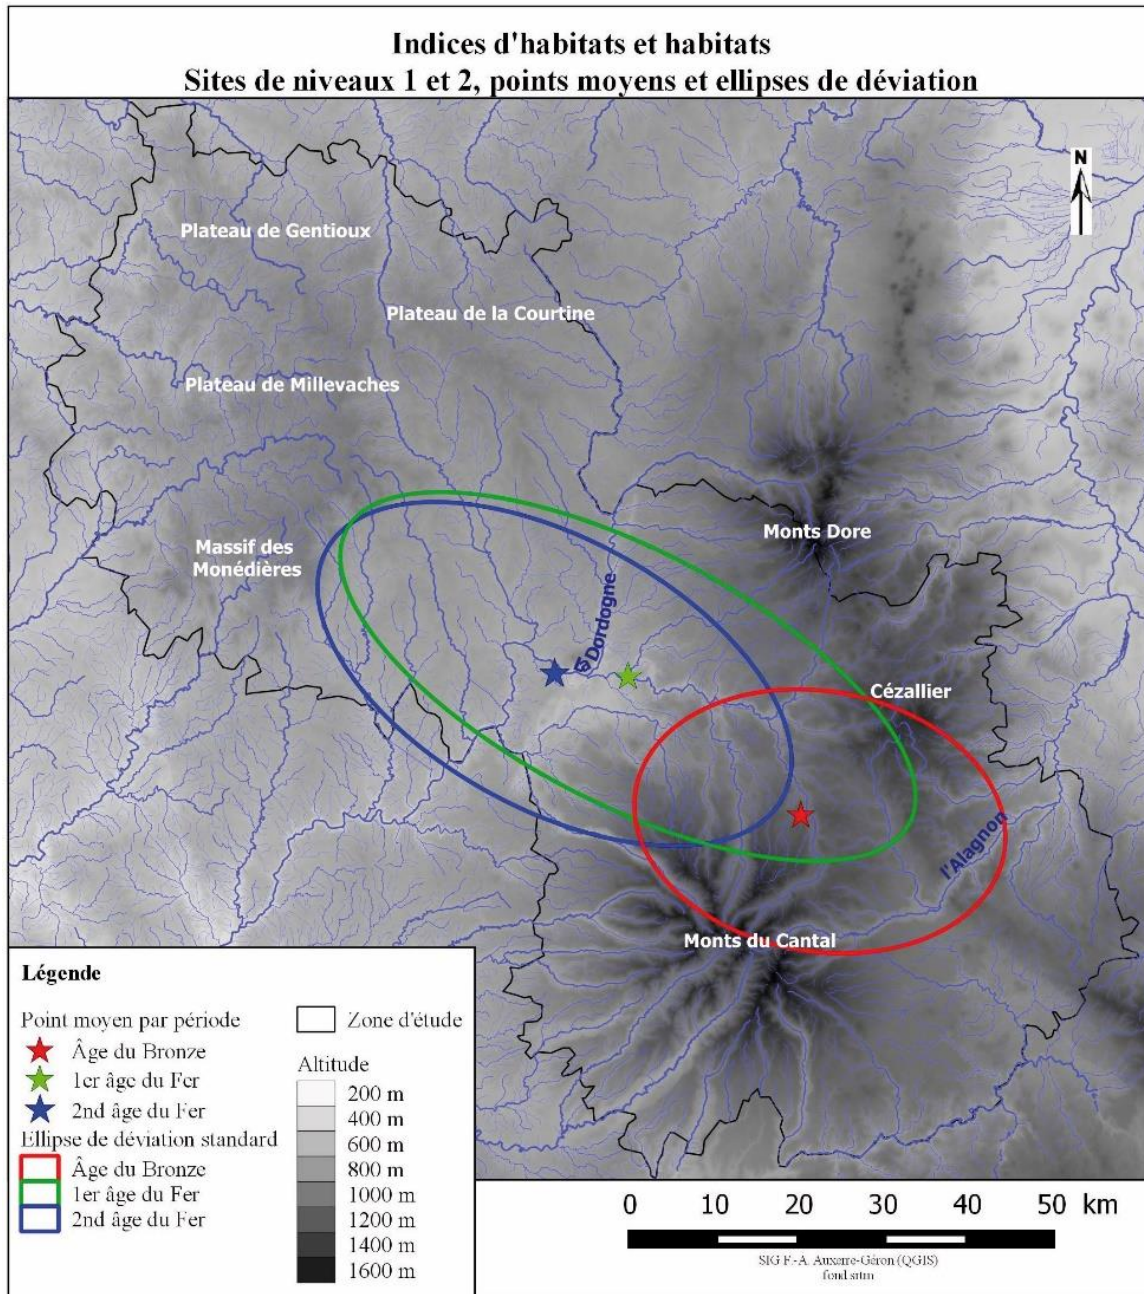 Indices d'habitats et habitats
Sites de niveaux 1 et 2, points moyens et ellipses de déviation
N
Plateau de Gentioux
Plateau de la Courtine
Plateau de Millevaches
Massif des
Monédières
Monts Dore
la Dordogne
Cézallier
l'Alagnon
Monts du Cantal
Légende
Point moyen par période
Âge du Bronze
1er âge du Fer
2nd âge du Fer
Ellipse de déviation standard
Âge du Bronze
1er âge du Fer
2nd âge du Fer
Zone d'étude
Altitude
200 m
400 m
600 m
800 m
1000 m
1200 m
1400 m
1600 m
0 10 20 30 40 50 km
SIG F.-A. Auxerre-Géron (QGIS)
fond srtm